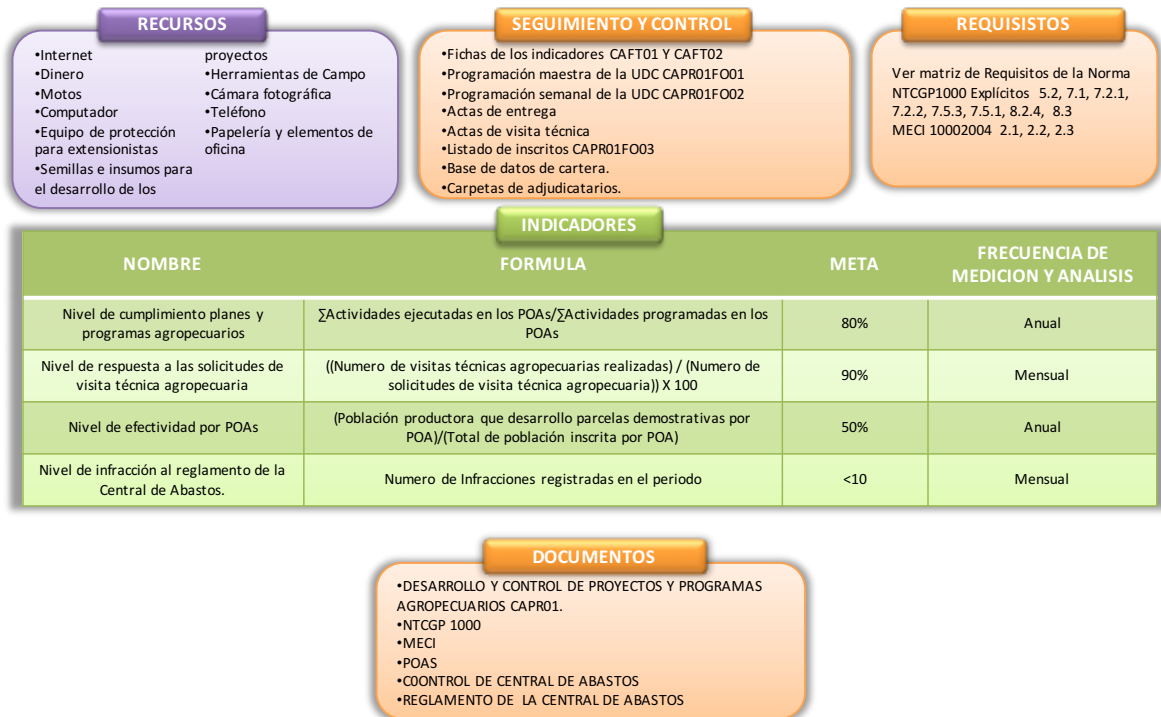 RECURSOS
•Internet
•Dinero
•Motos
•Computador
•Equipo de protección
para extensionistas
•Semillas e insumos para
el desarrollo de los
proyectos
•Herramientas de Campo
•Cámara fotográfica
•Teléfono
•Papelería y elementos de
oficina
SEGUIMIENTO Y CONTROL
•Fichas de los indicadores CAFT01 Y CAFT02
•Programación maestra de la UDC CAPR01FO01
•Programación semanal de la UDC CAPR01FO02
•Actas de entrega
•Actas de visita técnica
•Listado de inscritos CAPR01FO03
•Base de datos de cartera.
•Carpetas de adjudicatarios.
REQUISISTOS
Ver matriz de Requisitos de la Norma
NTCGP1000 Explícitos 5.2, 7.1, 7.2.1,
7.2.2, 7.5.3, 7.5.1, 8.2.4, 8.3
MECI 10002004 2.1, 2.2, 2.3
INDICADORES
NOMBRE
FORMULA
META
FRECUENCIA DE
MEDICION Y ANALISIS
Nivel de cumplimiento planes y
programas agropecuarios
∑Actividades ejecutadas en los POAs/∑Actividades programadas en los
POAs
80%
Anual
Nivel de respuesta a las solicitudes de
visita técnica agropecuaria
((Numero de visitas técnicas agropecuarias realizadas) / (Numero de
solicitudes de visita técnica agropecuaria)) X 100
90%
Mensual
Nivel de efectividad por POAs
(Población productora que desarrollo parcelas demostrativas por
POA)/(Total de población inscrita por POA)
50%
Anual
Nivel de infracción al reglamento de la
Central de Abastos.
Numero de Infracciones registradas en el periodo
<10
Mensual
DOCUMENTOS
•DESARROLLO Y CONTROL DE PROYECTOS Y PROGRAMAS
AGROPECUARIOS CAPR01.
•NTCGP 1000
•MECI
•POAS
•C0ONTROL DE CENTRAL DE ABASTOS
•REGLAMENTO DE LA CENTRAL DE ABASTOS